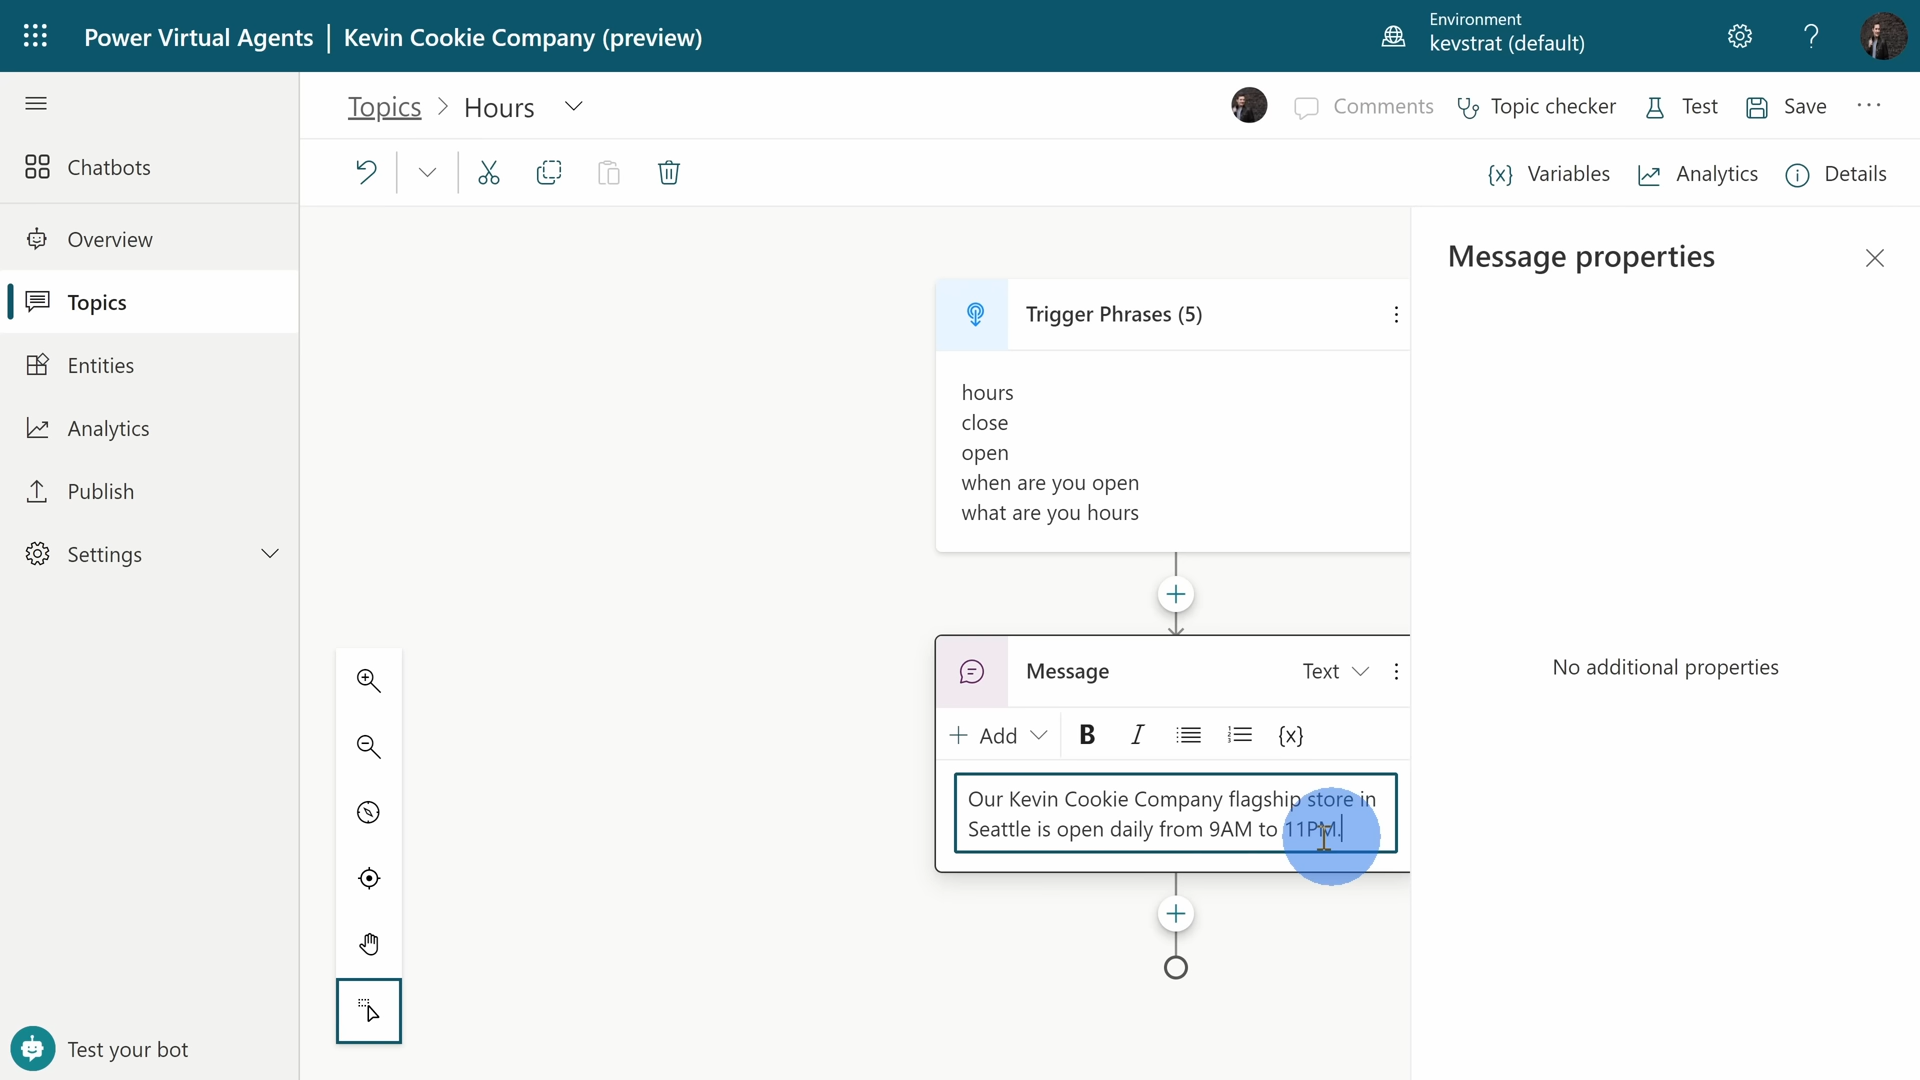 Power Virtual Agents | Kevin Cookie Company (preview)
Environment
kevstrat (default)
Topics > Hours
Comments
Topic checker
Test
Save
Variables
Analytics
Details
Chatbots
Overview
Topics
Entities
Analytics
Publish
Settings
Test your bot
Trigger Phrases (5)
hours
close
open
when are you open
what are you hours
Message
Text
Add
B
I
{x}
Our Kevin Cookie Company flagship store in
Seattle is open daily from 9AM to 11PM.
Message properties
No additional properties